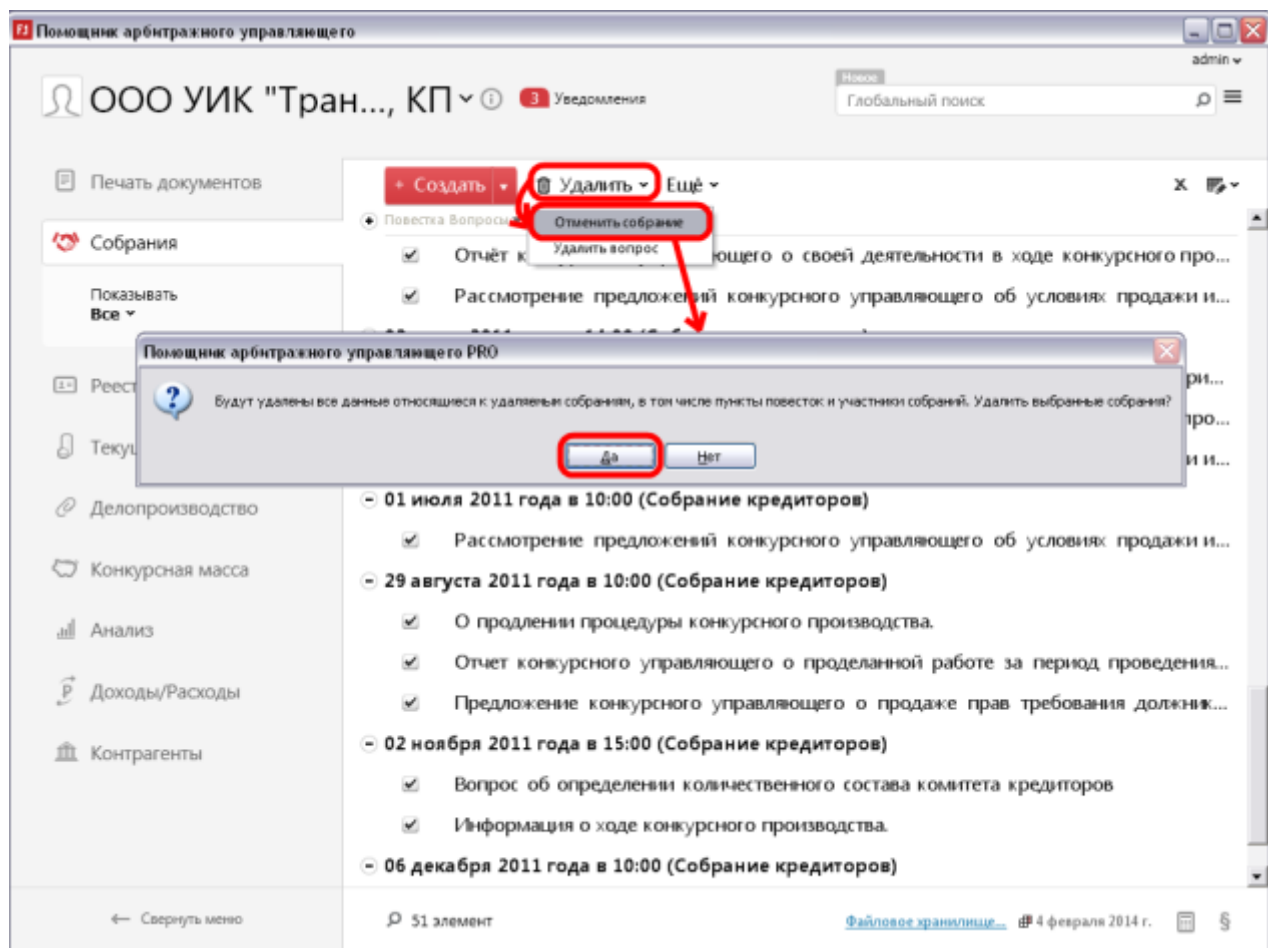 Помощник арбитражного управляющего
admin
ООО УИК "Тран..., КП
3 Уведомления
Новое
Глобальный поиск
Печать документов
+ Создать
Удалить
Ещё
Повестка Вопросы
Отменить собрание
Удалить вопрос
Собрания
Отчёт к ющего о своей деятельности в ходе конкурсного про...
Показывать
Все
Рассмотрение предложений конкурсного управляющего об условиях продажи и...
Помощник арбитражного управляющего PRO
Реест
ри...
Будут удалены все данные относящиеся к удаляемым собраниям, в том числе пункты повесток и участники собраний. Удалить выбранные собрания?
про...
Текущ
Да
Нет
и и...
01 июля 2011 года в 10:00 (Собрание кредиторов)
Делопроизводство
Рассмотрение предложений конкурсного управляющего об условиях продажи и...
Конкурсная масса
29 августа 2011 года в 10:00 (Собрание кредиторов)
О продлении процедуры конкурсного производства.
Анализ
Отчет конкурсного управляющего о проделанной работе за период проведения...
Доходы/Расходы
Предложение конкурсного управляющего о продаже прав требования должник...
02 ноября 2011 года в 15:00 (Собрание кредиторов)
Контрагенты
Вопрос об определении количественного состава комитета кредиторов
Информация о ходе конкурсного производства.
06 декабря 2011 года в 10:00 (Собрание кредиторов)
← Свернуть меню
51 элемент
Файловое хранилище...
4 февраля 2014 г.
§